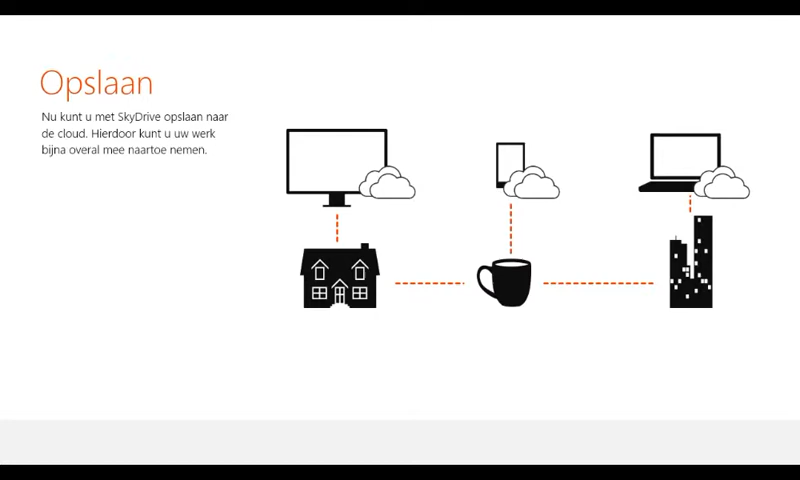 Opslaan
Nu kunt u met SkyDrive opslaan naar
de cloud. Hierdoor kunt u uw werk
bijna overal mee naartoe nemen.